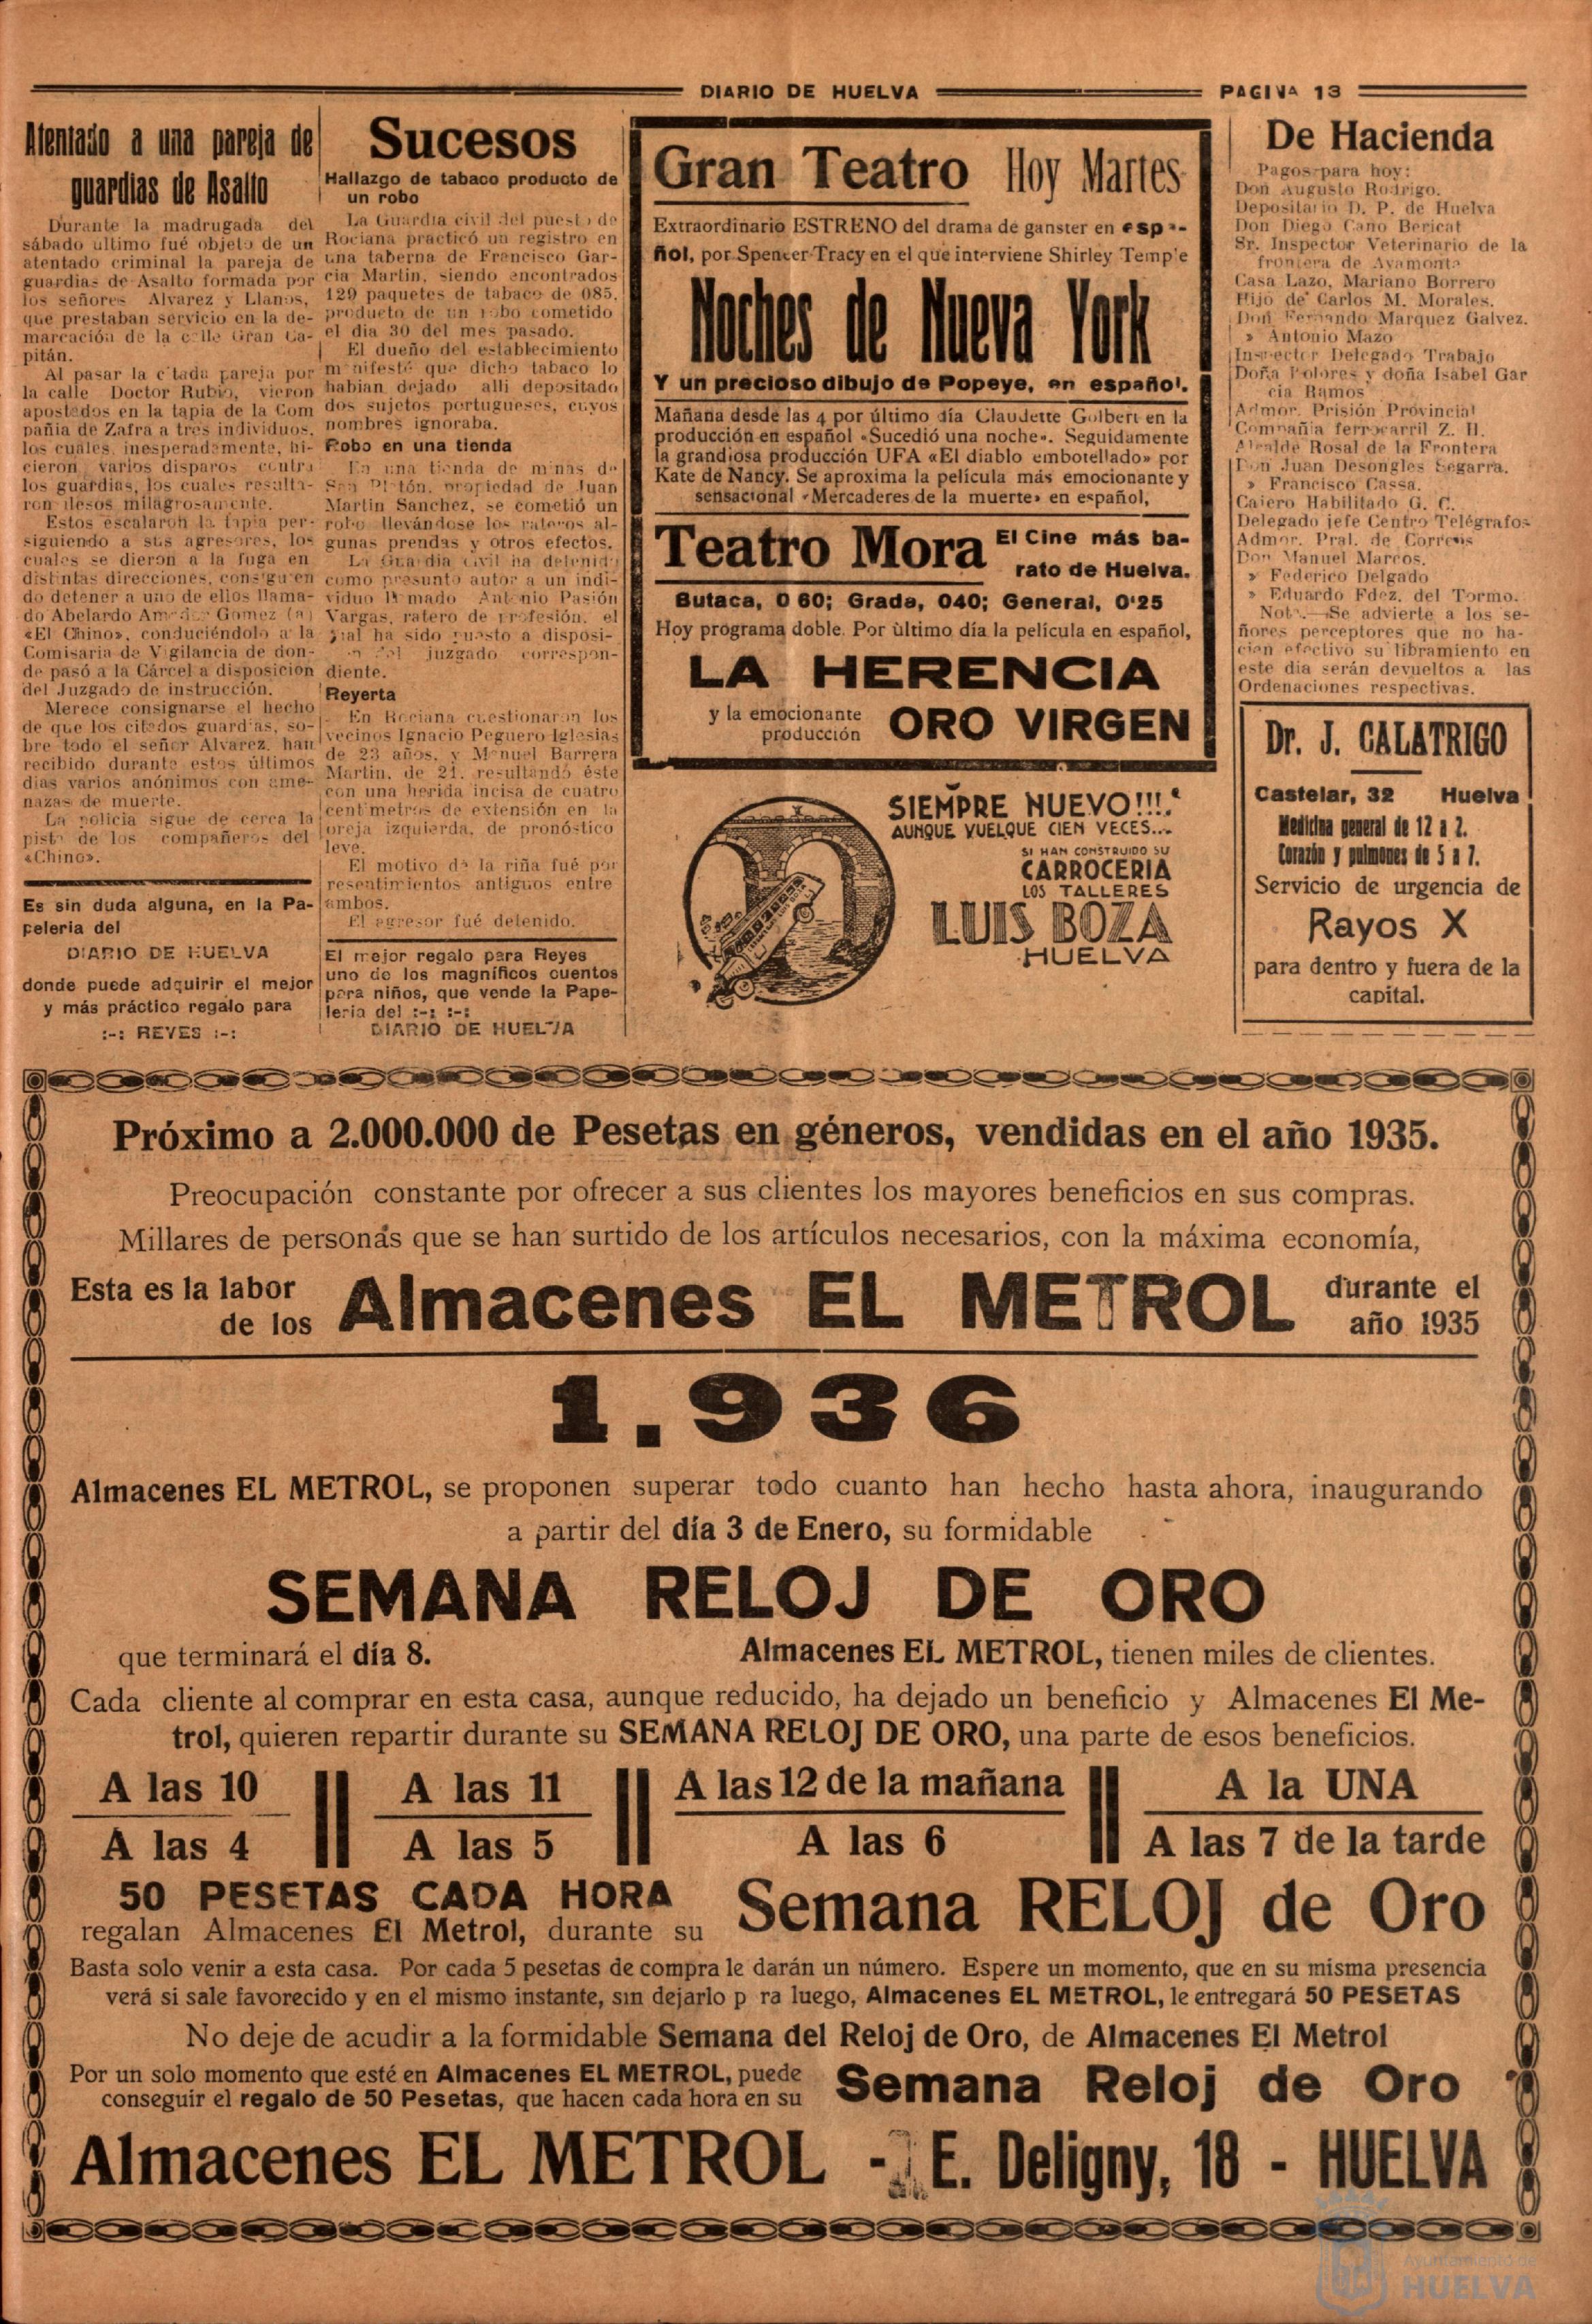 DIARIO DE HUELVA
PAGINA 13
Atentado a una pareja de
guardias de Asalto
Durante la madrugada del
sábado ultimo fué objeto de un
atentado criminal la pareja de
guardias de Asalto formada por
los señores Alvarez y Llanos,
que prestaban servicio en la de-
marcación de la calle Gran Ca-
pitán.
Al pasar la citada pareja por
la calle Doctor Rubio, vieron
apostados en la tapia de la Com
pañia de Zafra a tres individuos,
los cuales, inesperadamente, hi-
cieron varios disparos contra
los guardias, los cuales resulta-
ron ilesos milagrosamente.
Estos escalaron la tapia per-
siguiendo a sus agresores, los
cuales se dieron a la fuga en
distintas direcciones, consiguien
do detener a uno de ellos llama-
do Abelardo Gomez (a)
«El Chino», conduciéndolo a la
Comisaria de Vigilancia de don-
de pasó a la Cárcel a disposición
del Juzgado de instrucción.
Merece consignarse el hecho
de que los citados guardias, so-
bre todo el señor Alvarez, han
recibido durante estos últimos
dias varios anónimos con ame-
nazas de muerte.
La policia sigue de cerca la
pista de los compañeros del
«Chino».
Es sin duda alguna, en la Pa-
peleria del
DIARIO DE HUELVA
donde puede adquirir el mejor
y más práctico regalo para
:-: REYES :-:
Sucesos
Hallazgo de tabaco producto de
un robo
La Guardia civil del puesto de
Rociana practicó un registro en
una taberna de Francisco Gar-
cia Martin, siendo encontrados
129 paquetes de tabaco de 085,
producto de un robo cometido
el dia 30 del mes pasado.
El dueño del establecimiento
manifestó que dicho tabaco lo
habian dejado alli depositado
dos sujetos portugueses, cuyos
nombres ignoraba.
Robo en una tienda
En una tienda de minas de
San Platón, propiedad de Juan
Martin Sanchez, se cometió un
robo llevándose los rateros al-
gunas prendas y otros efectos.
La Guardia civil ha detenido
como presunto autor a un indi-
viduo llamado Antonio Pasión
Vargas, ratero de profesión, el
cual ha sido puesto a disposi-
del juzgado correspon-
diente.
Reyerta
En Rociana cuestionaron los
vecinos Ignacio Peguero Iglesias
de 23 años, y Manuel Barrera
Martin, de 21, resultando éste
con una herida incisa de cuatro
centimetros de extensión en la
oreja izquierda, de pronóstico
leve.
El motivo de la riña fué por
resentimientos antiguos entre
ambos.
El agresor fué detenido.
El mejor regalo para Reyes
uno de los magníficos cuentos
para niños, que vende la Pape-
leria del :-: :-:
DIARIO DE HUELVA
Gran Teatro Hoy Martes
Extraordinario ESTRENO del drama de ganster en espa-
ñol, por Spencer Tracy en el que interviene Shirley Temple
Noches de Nueva York
Y un precioso dibujo de Popeye, en español.
Mañana desde las 4 por último día Claudette Golbert en la
producción en español «Sucedió una noche». Seguidamente
la grandiosa producción UFA «El diablo embotellado» por
Kate de Nancy. Se aproxima la película más emocionante y
sensacional «Mercaderes de la muerte» en español,
Teatro Mora El Cine más ba-
rato de Huelva.
Butaca, 0 60; Grada, 040; General, 0'25
Hoy programa doble. Por ùltimo día la película en español,
LA HERENCIA
y la emocionante
producción ORO VIRGEN
SIEMPRE NUEVO!!!.
AUNQUE VUELQUE CIEN VECES...
SI HAN CONSTRUIDO SU
CARROCERIA
LOS TALLERES
LUIS BOZA
HUELVA
De Hacienda
Pagos para hoy:
Don Augusto Rodrigo.
Depositario D. P. de Huelva
Don Diego Cano Bericat
Sr. Inspector Veterinario de la
frontera de Ayamonte
Casa Lazo, Mariano Borrero
Hijo de Carlos M. Morales.
Don Fernando Marquez Galvez.
» Antonio Mazo
Inspector Delegado Trabajo
Doña Dolores y doña Isabel Gar
cia Ramos
Admor. Prisión Provincial
Compañia ferrocarril Z. H.
Alcalde Rosal de la Frontera
Don Juan Desongles Segarra.
» Francisco Cassa.
Cajero Habilitado G. C.
Delegado jefe Centro Telégrafos
Admor. Pral. de Correos
Don Manuel Marcos.
» Federico Delgado
» Eduardo Fdez. del Tormo.
Nota.—Se advierte a los se-
ñores perceptores que no ha-
cien efectivo su libramiento en
este dia serán devueltos a las
Ordenaciones respectivas.
Dr. J. CALATRIGO
Castelar, 32 Huelva
Medicina general de 12 a 2.
Corazón y pulmones de 5 a 7.
Servicio de urgencia de
Rayos X
para dentro y fuera de la
capital.
Próximo a 2.000.000 de Pesetas en géneros, vendidas en el año 1935.
Preocupación constante por ofrecer a sus clientes los mayores beneficios en sus compras.
Millares de personas que se han surtido de los artículos necesarios, con la máxima economía,
Esta es la labor
de los Almacenes EL METROL durante el
año 1935
1.936
Almacenes EL METROL, se proponen superar todo cuanto han hecho hasta ahora, inaugurando
a partir del día 3 de Enero, su formidable
SEMANA RELOJ DE ORO
que terminará el día 8. Almacenes EL METROL, tienen miles de clientes.
Cada cliente al comprar en esta casa, aunque reducido, ha dejado un beneficio y Almacenes El Me-
trol, quieren repartir durante su SEMANA RELOJ DE ORO, una parte de esos beneficios.
A las 10 A las 11 A las 12 de la mañana A la UNA
A las 4 A las 5 A las 6 A las 7 de la tarde
50 PESETAS CADA HORA
regalan Almacenes El Metrol, durante su Semana RELOJ de Oro
Basta solo venir a esta casa. Por cada 5 pesetas de compra le darán un número. Espere un momento, que en su misma presencia
verá si sale favorecido y en el mismo instante, sin dejarlo p ra luego, Almacenes EL METROL, le entregará 50 PESETAS
No deje de acudir a la formidable Semana del Reloj de Oro, de Almacenes El Metrol
Por un solo momento que esté en Almacenes EL METROL, puede
conseguir el regalo de 50 Pesetas, que hacen cada hora en su Semana Reloj de Oro
Almacenes EL METROL - E. Deligny, 18 - HUELVA
Ayuntamiento de
HUELVA